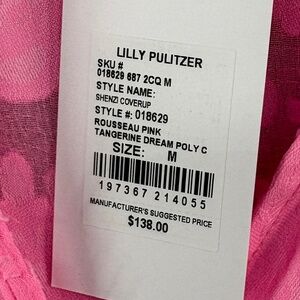 LILLY PULITZER
SKU #
018629 687 2CQ M
STYLE NAME:
SHENZI COVERUP
STYLE #: 018629
ROUSSEAU PINK
TANGERINE DREAM POLY C
SIZE: M
197367 214055
MANUFACTURER'S SUGGESTED PRICE
$138.00